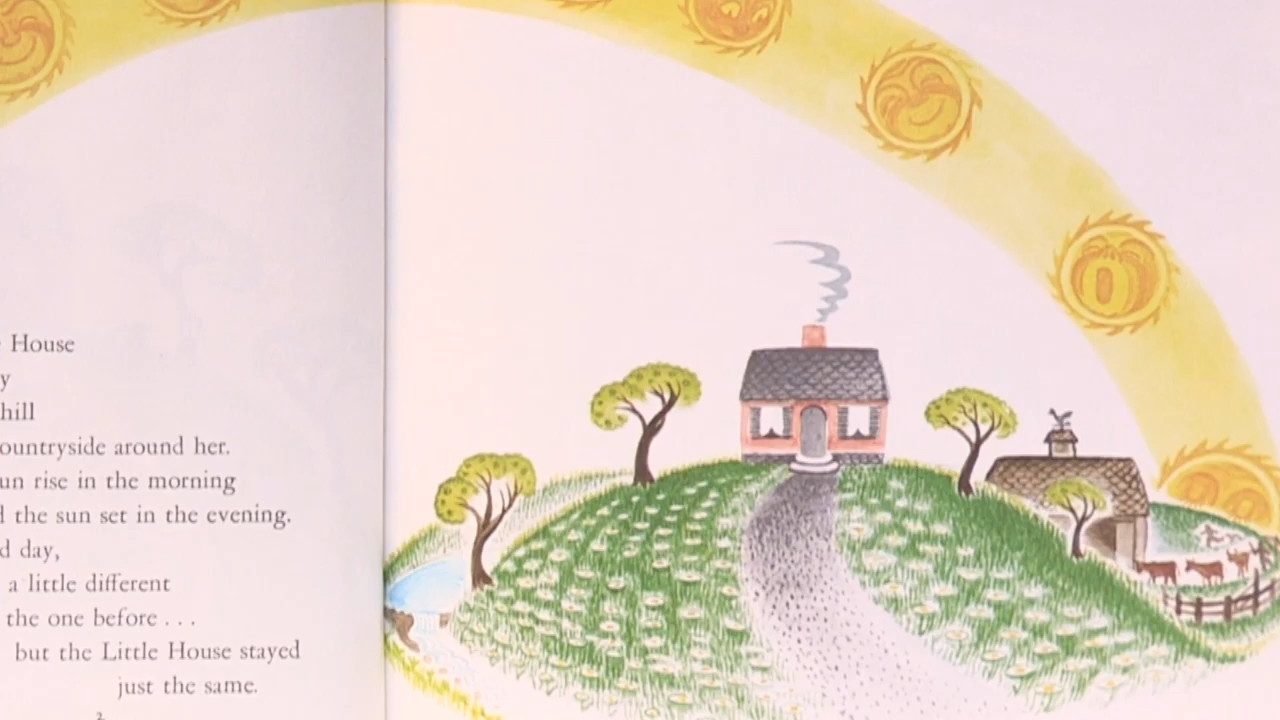 House
y
hill
ountryside around her.
un rise in the morning
d the sun set in the evening.
d day,
a little different
the one before . . .
but the Little House stayed
just the same.
2